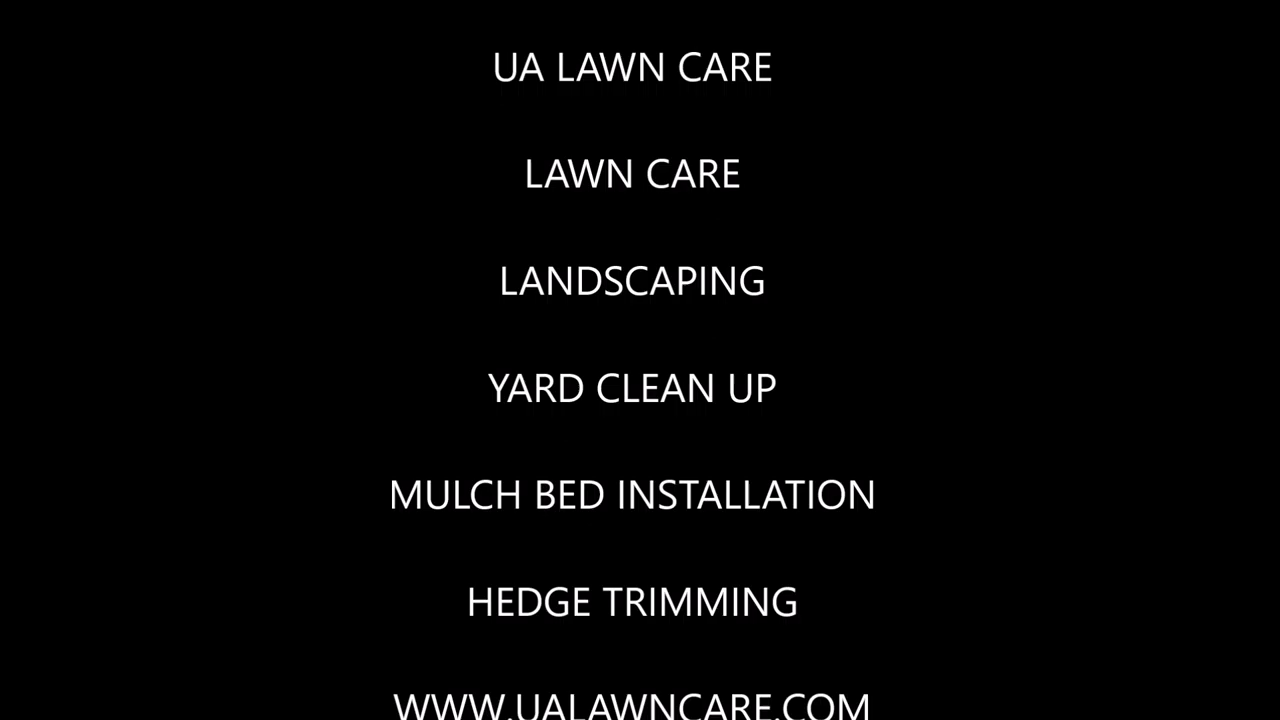 UA LAWN CARE
LAWN CARE
LANDSCAPING
YARD CLEAN UP
MULCH BED INSTALLATION
HEDGE TRIMMING
WWW.UALAWNCARE.COM